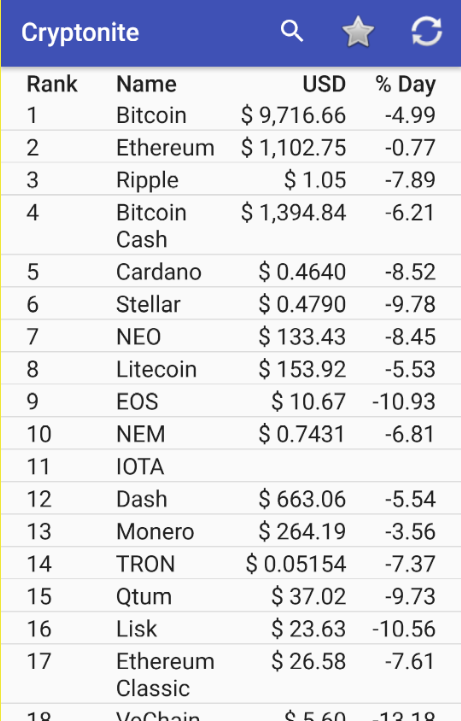 Cryptonite
Rank Name USD % Day
1 Bitcoin $ 9,716.66 -4.99
2 Ethereum $ 1,102.75 -0.77
3 Ripple $ 1.05 -7.89
4 Bitcoin $ 1,394.84 -6.21
Cash
5 Cardano $ 0.4640 -8.52
6 Stellar $ 0.4790 -9.78
7 NEO $ 133.43 -8.45
8 Litecoin $ 153.92 -5.53
9 EOS $ 10.67 -10.93
10 NEM $ 0.7431 -6.81
11 IOTA
12 Dash $ 663.06 -5.54
13 Monero $ 264.19 -3.56
14 TRON $ 0.05154 -7.37
15 Qtum $ 37.02 -9.73
16 Lisk $ 23.63 -10.56
17 Ethereum $ 26.58 -7.61
Classic
18 VeChain $ 5.60 -13.18